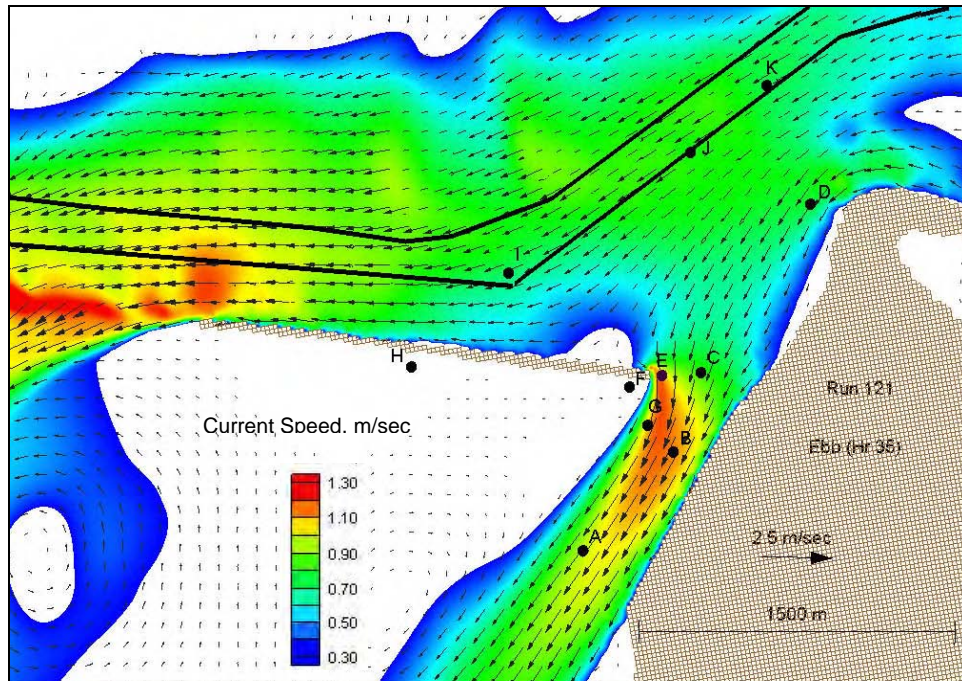 K
J
D
I
H
F
E
C
G
B
A
Run 121
Ebb (Hr 35)
Current Speed, m/sec
1.30
1.10
0.90
0.70
0.50
0.30
2.5 m/sec
1500 m